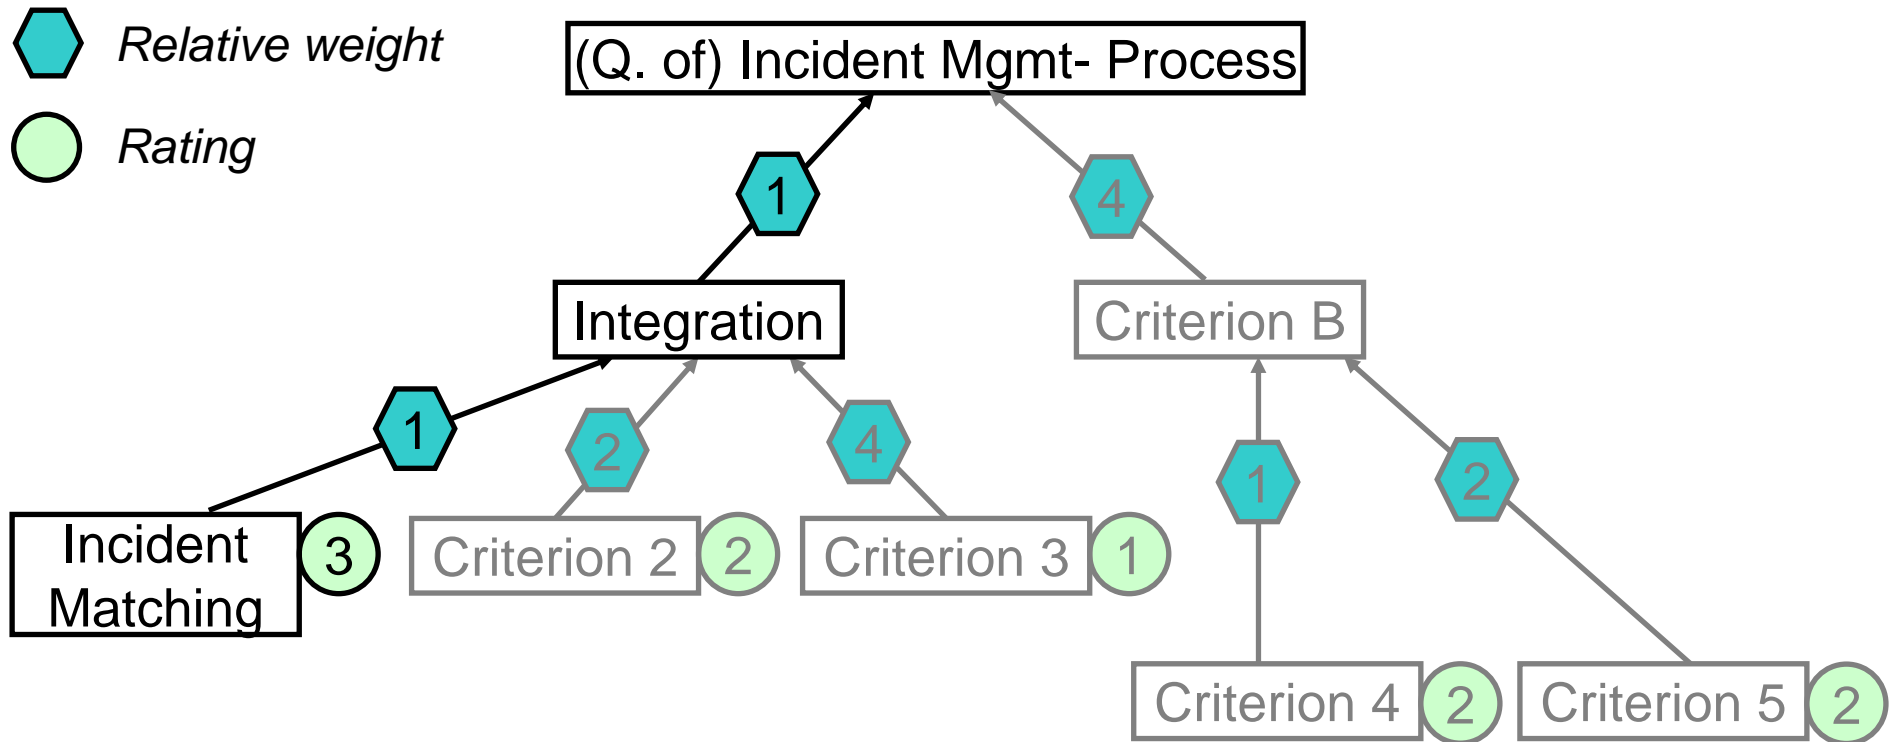 Relative weight
Rating
(Q. of) Incident Mgmt- Process
1
4
Integration
Criterion B
1
2
4
1
2
Incident
Matching
3
Criterion 2
2
Criterion 3
1
Criterion 4
2
Criterion 5
2